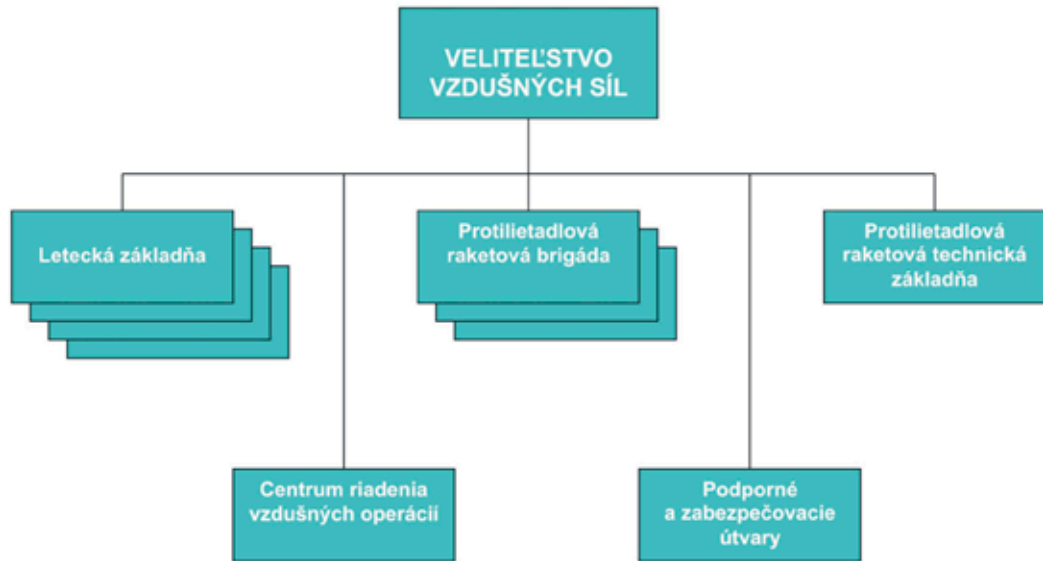 VELITEĽSTVO
VZDUŠNÝCH SÍL
Letecká základňa
Protilietadlová
raketová brigáda
Protilietadlová
raketová technická
základňa
Centrum riadenia
vzdušných operácií
Podporné
a zabezpečovacie
útvary